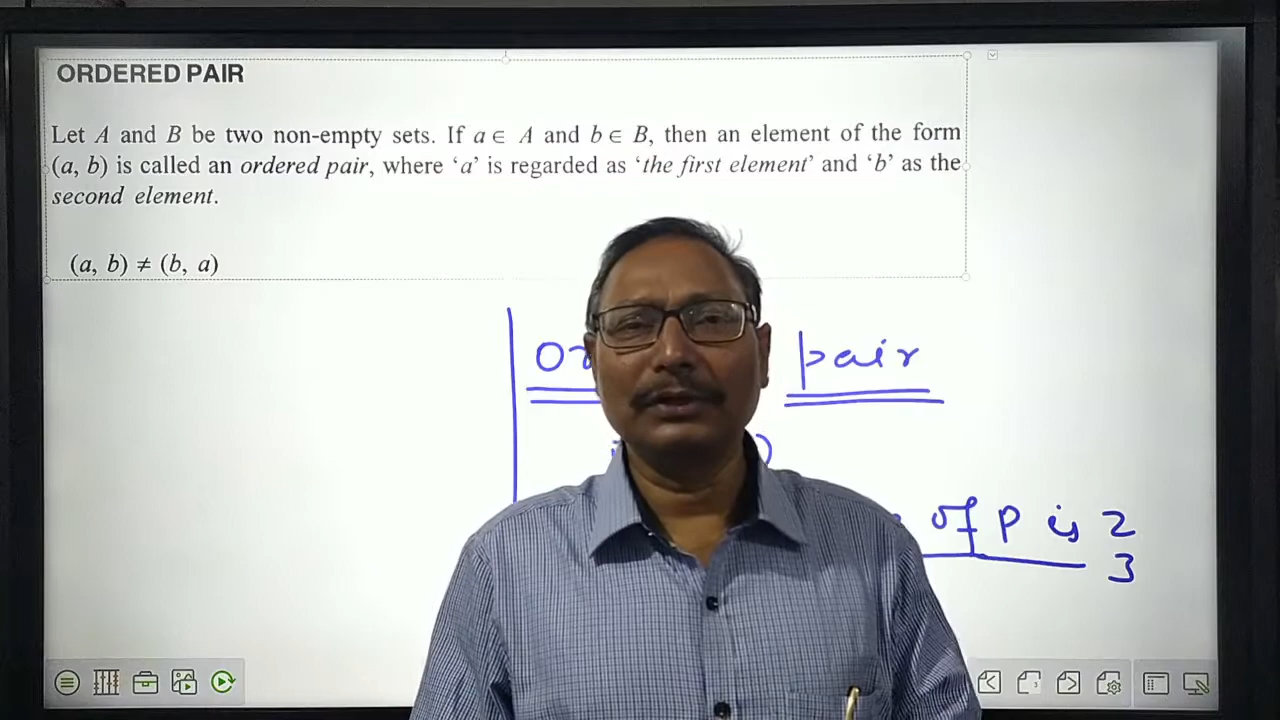 ORDERED PAIR
Let A and B be two non-empty sets. If a ∈ A and b ∈ B, then an element of the form
(a, b) is called an ordered pair, where ‘a’ is regarded as ‘the first element’ and ‘b’ as the
second element.
(a, b) ≠ (b, a)
pair
)
of P is 2
3